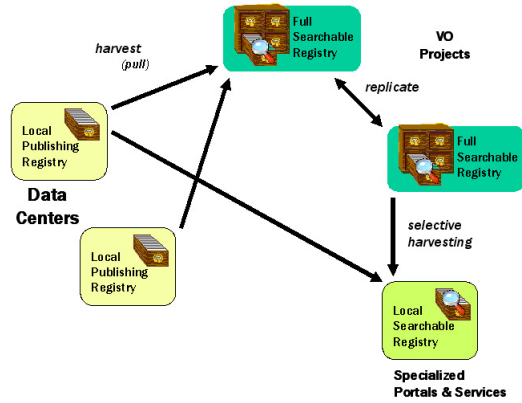 harvest
(pull)
Full
Searchable
Registry
VO
Projects
replicate
Local
Publishing
Registry
Full
Searchable
Registry
Data
Centers
Local
Publishing
Registry
selective
harvesting
Local
Searchable
Registry
Specialized
Portals & Services